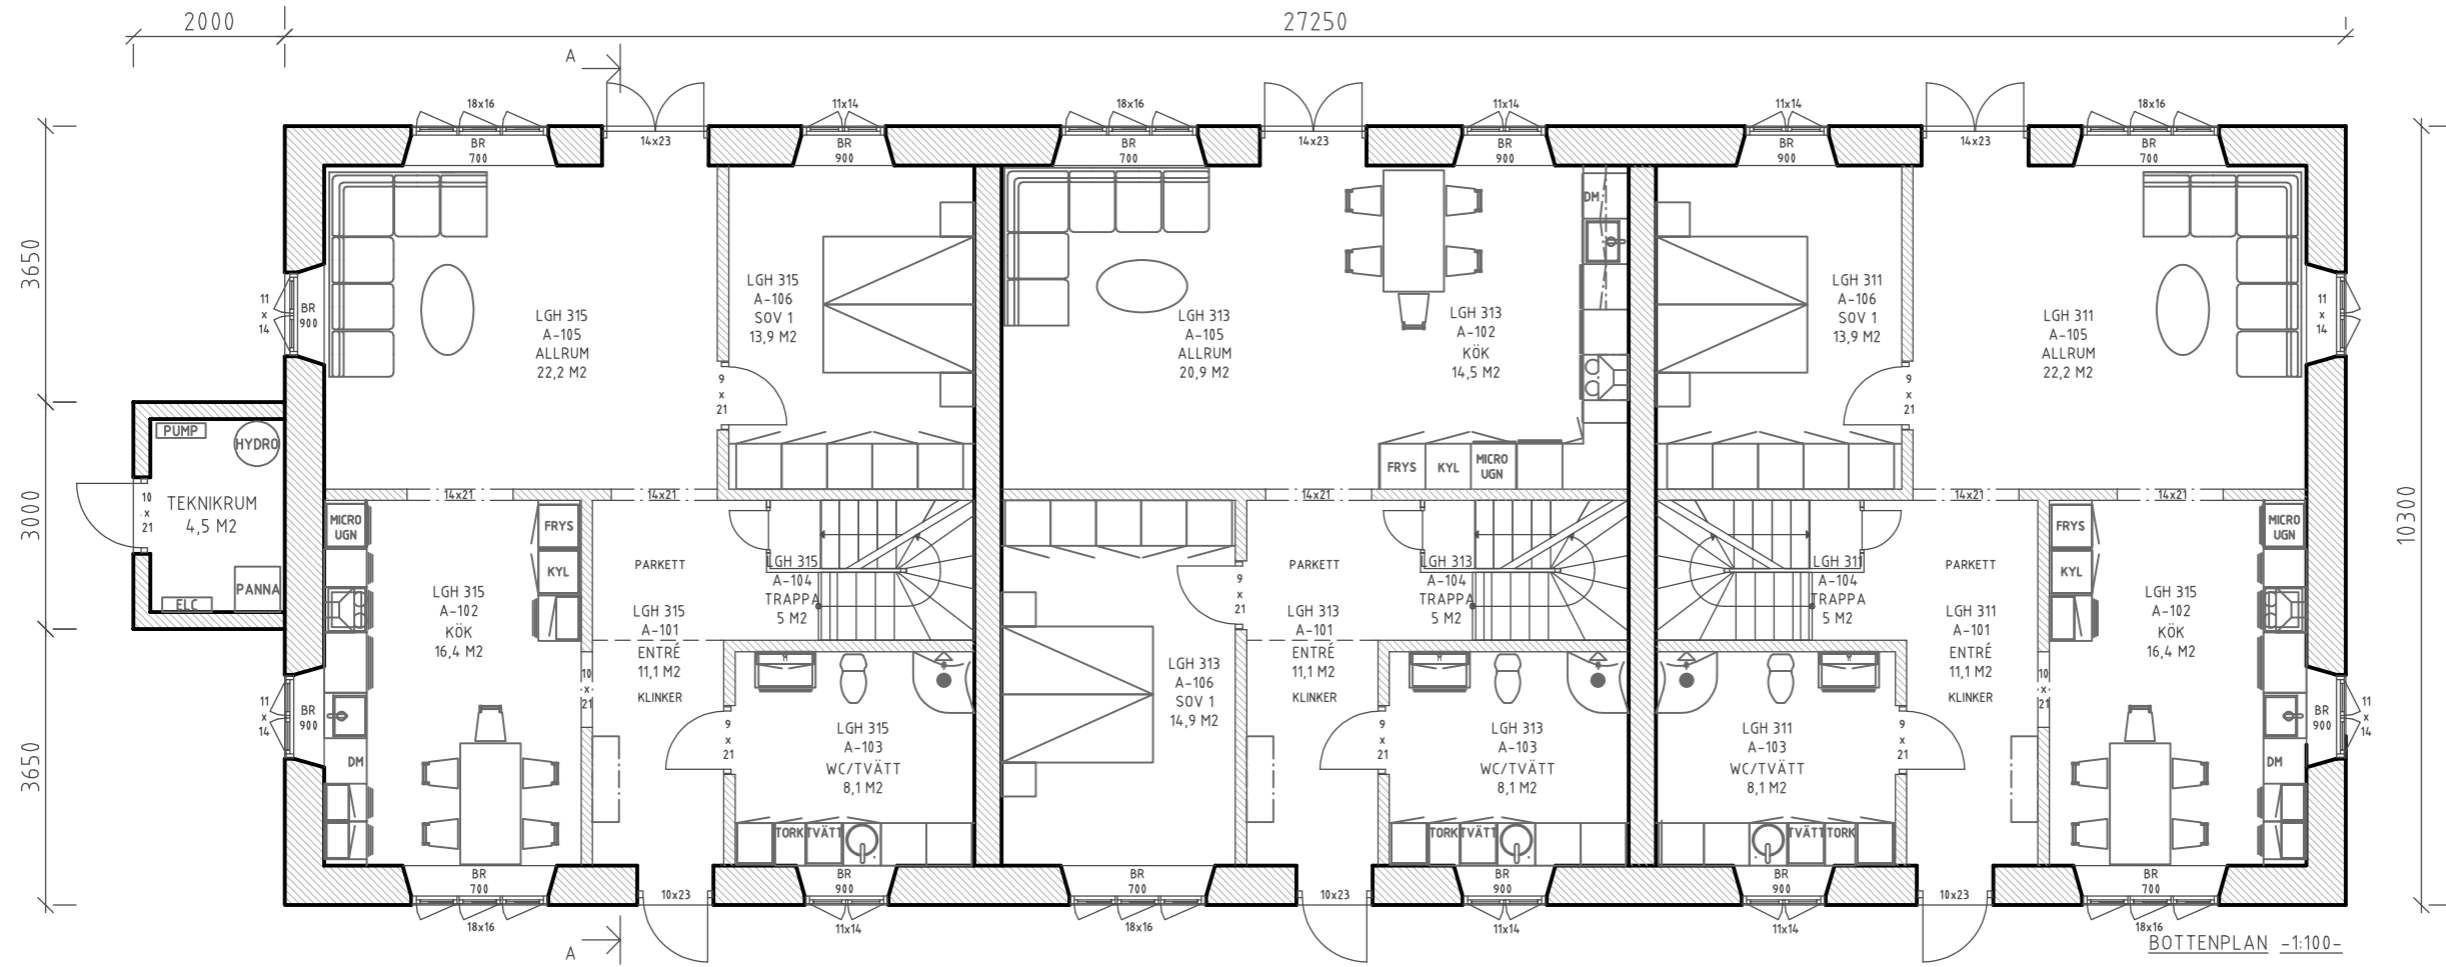 2000
27250
A
18x16
11x14
18x16
11x14
11x14
18x16
BR
700
14x23
BR
900
BR
700
14x23
BR
900
BR
900
14x23
BR
700
3650
3000
3650
10300
11
x
14
BR
900
LGH 315
A-105
ALLRUM
22,2 M2
LGH 315
A-106
SOV 1
13,9 M2
9
x
21
LGH 313
A-105
ALLRUM
20,9 M2
LGH 313
A-102
KÖK
14,5 M2
DM
FRYS
KYL
MICRO
UGN
LGH 311
A-106
SOV 1
13,9 M2
9
x
21
LGH 311
A-105
ALLRUM
22,2 M2
11
x
14
PUMP
HYDRO
10
x
21
TEKNIKRUM
4,5 M2
PANNA
ELC
14x21
14x21
14x21
14x21
14x21
MICRO
UGN
FRYS
KYL
LGH 315
A-102
KÖK
16,4 M2
DM
11
x
14
BR
900
10
x
21
PARKETT
LGH 315
A-101
ENTRÉ
11,1 M2
KLINKER
LGH 315
A-104
TRAPPA
5 M2
9
x
21
LGH 315
A-103
WC/TVÄTT
8,1 M2
TORK
TVÄTT
LGH 313
A-106
SOV 1
14,9 M2
9
x
21
PARKETT
LGH 313
A-101
ENTRÉ
11,1 M2
KLINKER
LGH 313
A-104
TRAPPA
5 M2
9
x
21
LGH 313
A-103
WC/TVÄTT
8,1 M2
TORK
TVÄTT
LGH 311
A-104
TRAPPA
5 M2
LGH 311
A-103
WC/TVÄTT
8,1 M2
TVÄTT
TORK
9
x
21
PARKETT
LGH 311
A-101
ENTRÉ
11,1 M2
KLINKER
10
x
21
FRYS
KYL
MICRO
UGN
LGH 315
A-102
KÖK
16,4 M2
DM
BR
900
11
x
14
BR
700
10x23
BR
900
BR
700
10x23
BR
900
BR
900
10x23
BR
700
18x16
11x14
18x16
11x14
11x14
18x16
A
BOTTENPLAN -1:100-